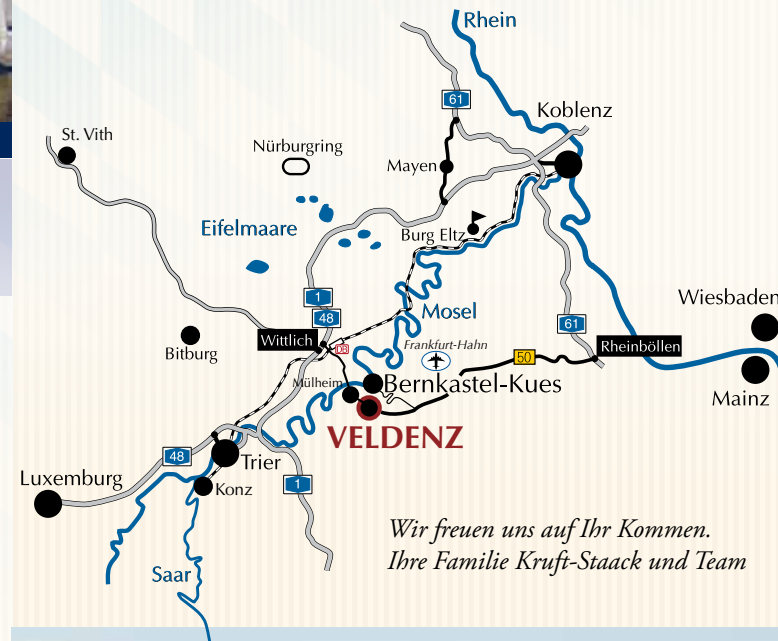 Rhein
61
Koblenz
St. Vith
Nürburgring
Mayen
Eifelmaare
Burg Eltz
1
48
Mosel
Wiesbaden
61
Wittlich
DB
Frankfurt-Hahn
50
Rheinböllen
Bitburg
Mülheim
Bernkastel-Kues
Mainz
VELDENZ
48
Trier
Luxemburg
Konz
1
Wir freuen uns auf Ihr Kommen.
Ihre Familie Kruft-Staack und Team
Saar